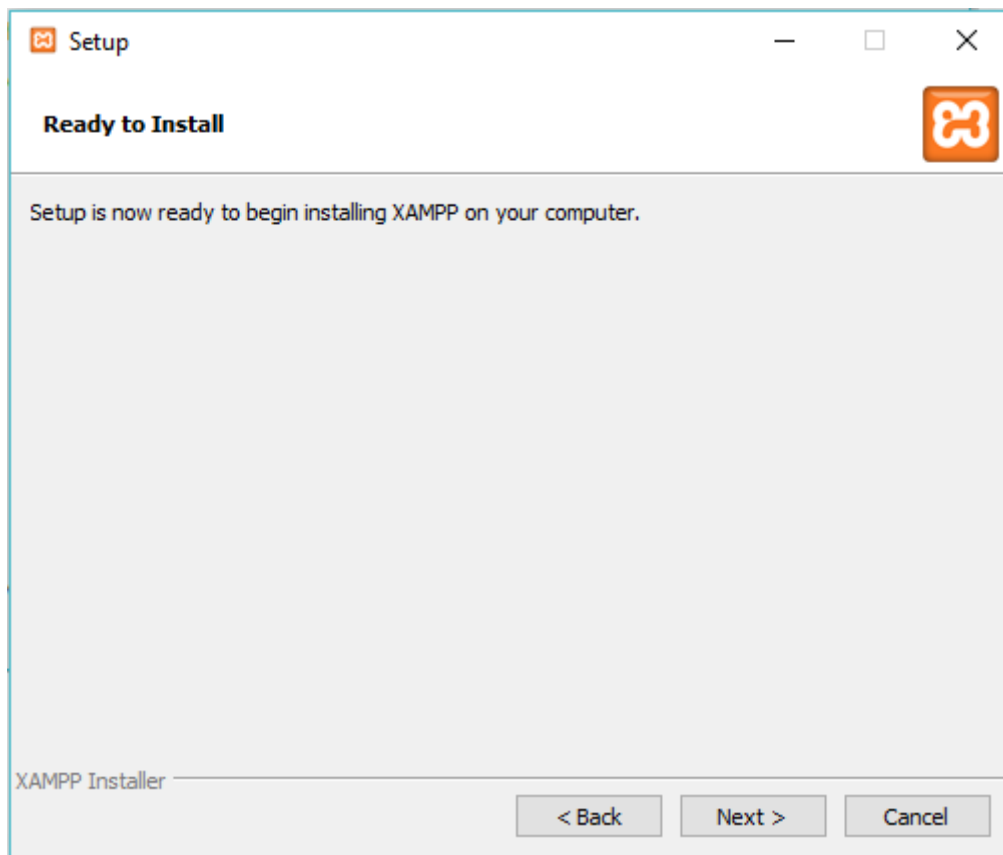 Setup
Ready to Install
Setup is now ready to begin installing XAMPP on your computer.
XAMPP Installer
< Back Next > Cancel